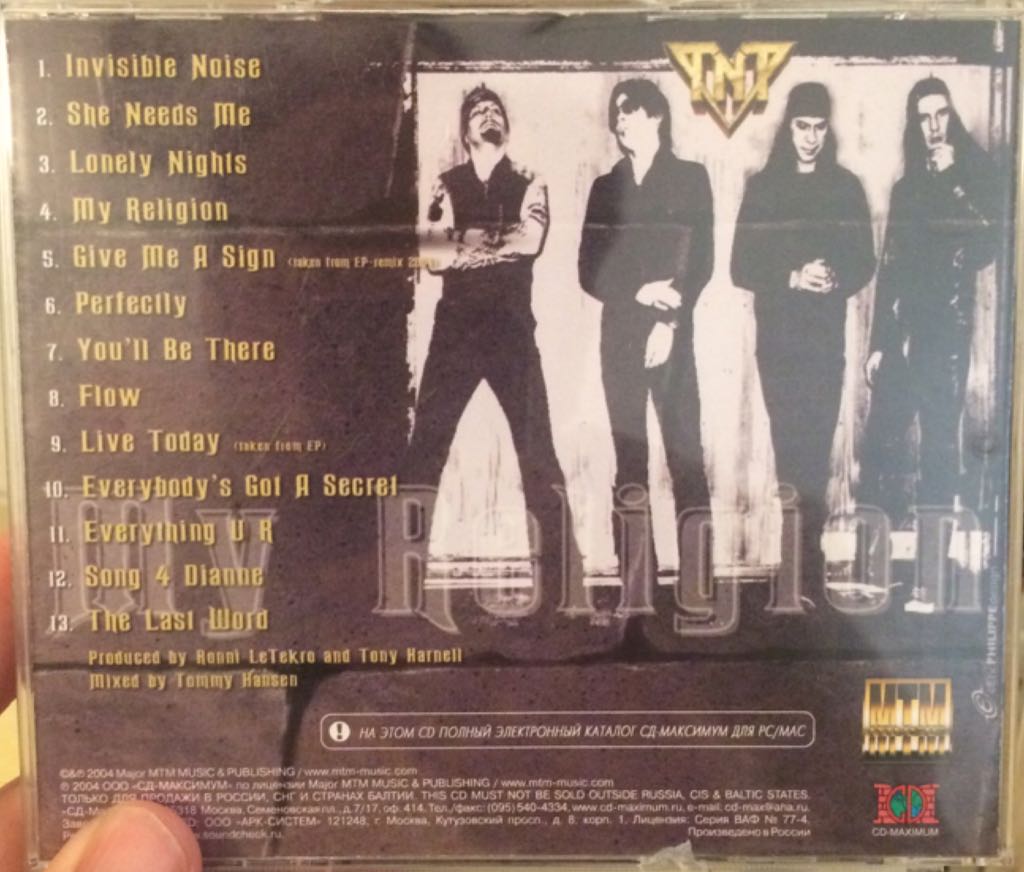 1. Invisible Noise
2. She Needs Me
3. Lonely Nights
4. My Religion
5. Give Me A Sign (taken from EP-remix
6. Perfectly
7. You'll Be There
8. Flow
9. Live Today (taken from EP)
10. Everybody's Got A Secret
11. Everything U R
12. Song 4 Dianne
13. The Last Word
Produced by Ronni LeTekro and Tony Harnell
Mixed by Tommy Hansen
TNT
My Religion
! НА ЭТОМ CD ПОЛНЫЙ ЭЛЕКТРОННЫЙ КАТАЛОГ СД-МАКСИМУМ ДЛЯ PC/MAC
©&℗ 2004 Major MTM MUSIC & PUBLISHING / www.mtm-music.com
℗ 2004 ООО «СД-МАКСИМУМ» по лицензии Major MTM MUSIC & PUBLISHING / www.mtm-music.com
ТОЛЬКО ДЛЯ ПРОДАЖИ В РОССИИ, СНГ И СТРАНАХ БАЛТИИ. THIS CD MUST NOT BE SOLD OUTSIDE RUSSIA, CIS & BALTIC STATES.
Москва, Семеновская пл. д.7/17, оф. 414. Тел./факс: (095) 540-4334, www.cd-maximum.ru, e-mail: cd-max@aha.ru.
ООО «АРК-СИСТЕМ» 121248, г. Москва, Кутузовский просп., д. 8. корп. 1. Лицензия: Серия ВАФ № 77-4.
.soundcheck.ru.
Произведено в России
MTM
CD
CD-MAXIMUM
PHILIPPE